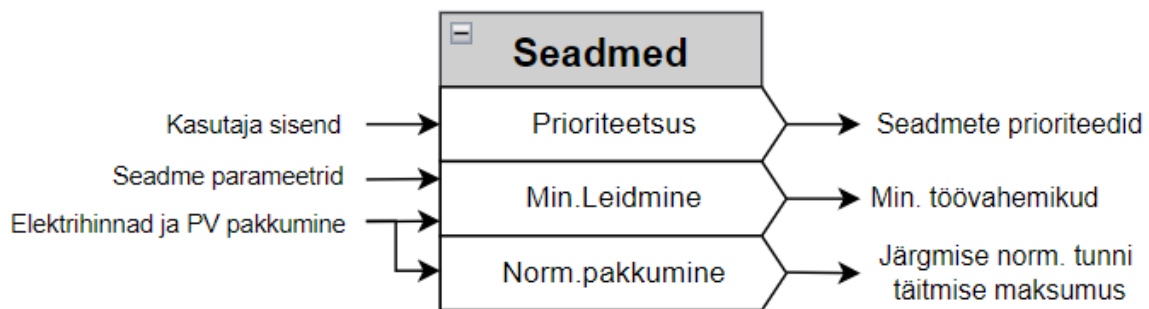 Seadmed
Kasutaja sisend
Prioriteetsus
Seadmete prioriteedid
Seadme parameetrid
Min.Leidmine
Min. töövahemikud
Elektrihinnad ja PV pakkumine
Norm.pakkumine
Järgmise norm. tunni
täitmise maksumus